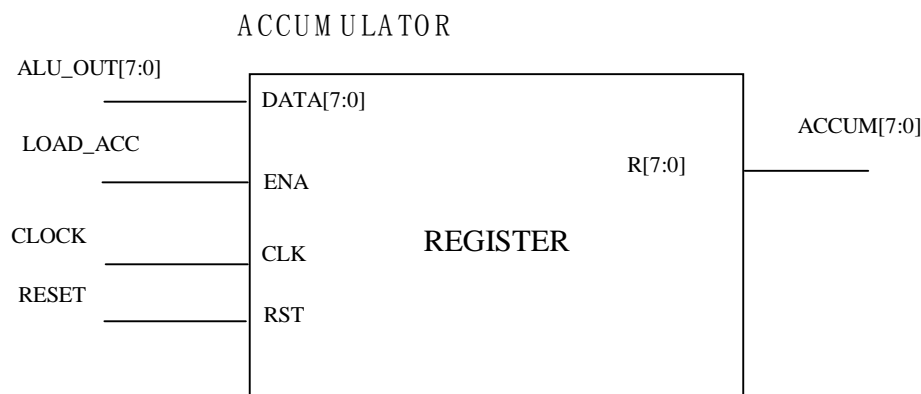 ACCUMULATOR
ALU_OUT[7:0]
DATA[7:0]
ACCUM[7:0]
LOAD_ACC
R[7:0]
ENA
CLOCK
REGISTER
CLK
RESET
RST